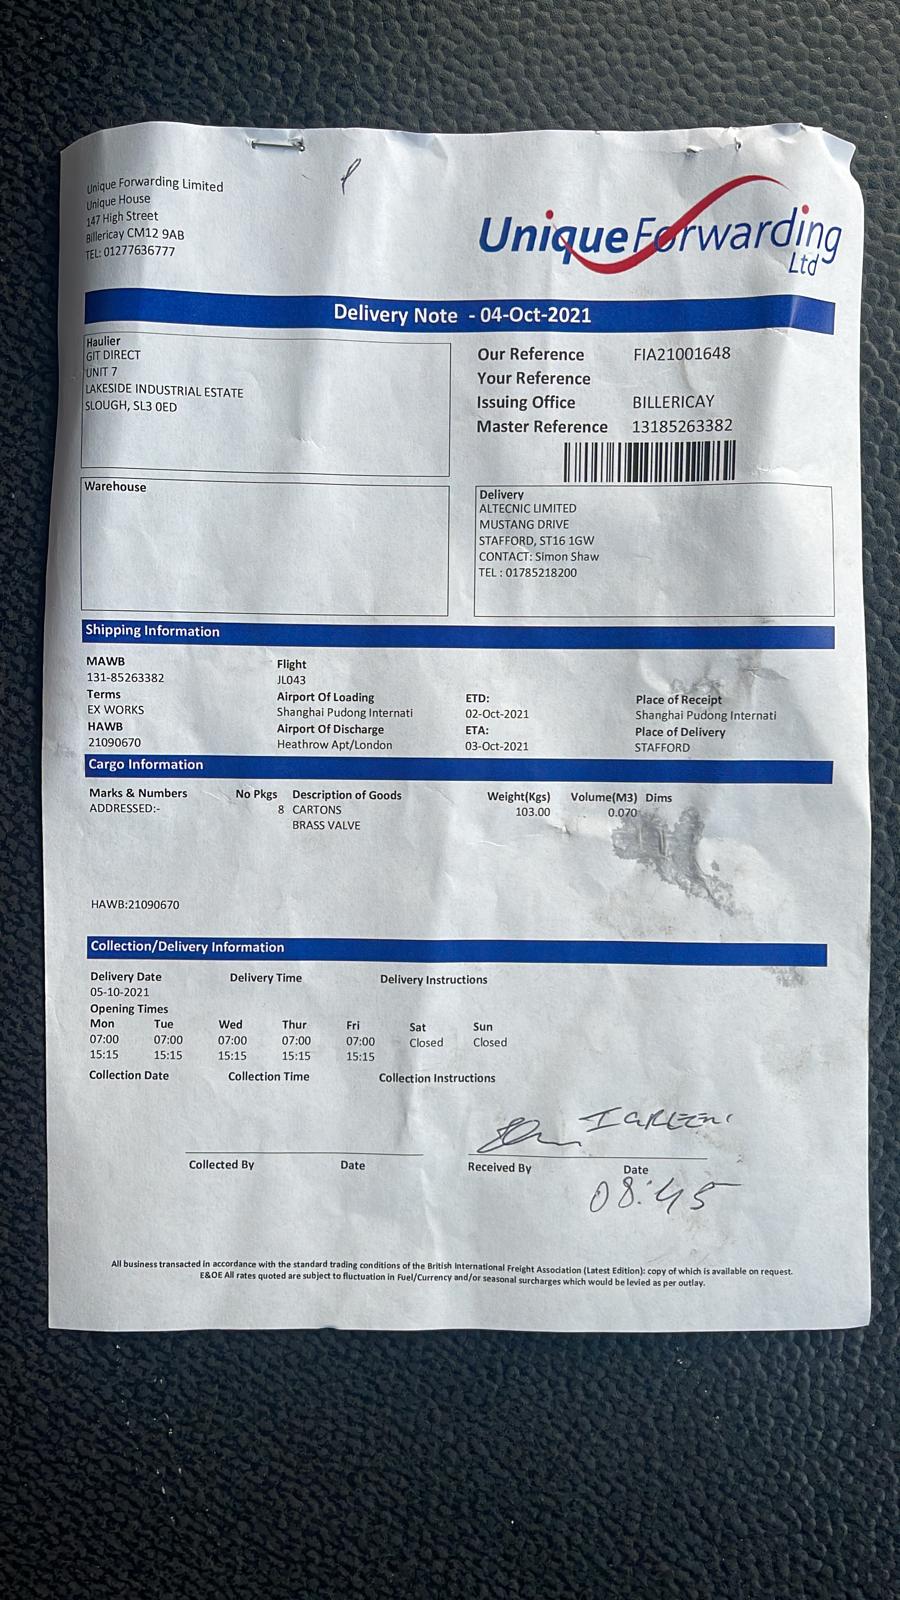 Unique Forwarding Limited
Unique House
147 High Street
Billericay CM12 9AB
TEL: 01277636777
UniqueForwarding
Ltd
Delivery Note - 04-Oct-2021
Haulier
GIT DIRECT
UNIT 7
LAKESIDE INDUSTRIAL ESTATE
SLOUGH, SL3 0ED
Our Reference FIA21001648
Your Reference
Issuing Office BILLERICAY
Master Reference 13185263382
Warehouse
Delivery
ALTECNIC LIMITED
MUSTANG DRIVE
STAFFORD, ST16 1GW
CONTACT: Simon Shaw
TEL : 01785218200
Shipping Information
MAWB Flight
131-85263382 JL043
Terms Airport Of Loading ETD: Place of Receipt
EX WORKS Shanghai Pudong Internati 02-Oct-2021 Shanghai Pudong Internati
HAWB Airport Of Discharge ETA: Place of Delivery
21090670 Heathrow Apt/London 03-Oct-2021 STAFFORD
Cargo Information
Marks & Numbers No Pkgs Description of Goods Weight(Kgs) Volume(M3) Dims
ADDRESSED:- 8 CARTONS 103.00 0.070
BRASS VALVE
HAWB:21090670
Collection/Delivery Information
Delivery Date Delivery Time Delivery Instructions
05-10-2021
Opening Times
Mon Tue Wed Thur Fri Sat Sun
07:00 07:00 07:00 07:00 07:00 Closed Closed
15:15 15:15 15:15 15:15 15:15
Collection Date Collection Time Collection Instructions
I GREEN
Collected By Date Received By Date
08:45
All business transacted in accordance with the standard trading conditions of the British International Freight Association (Latest Edition): copy of which is available on request.
E&OE All rates quoted are subject to fluctuation in Fuel/Currency and/or seasonal surcharges which would be levied as per outlay.